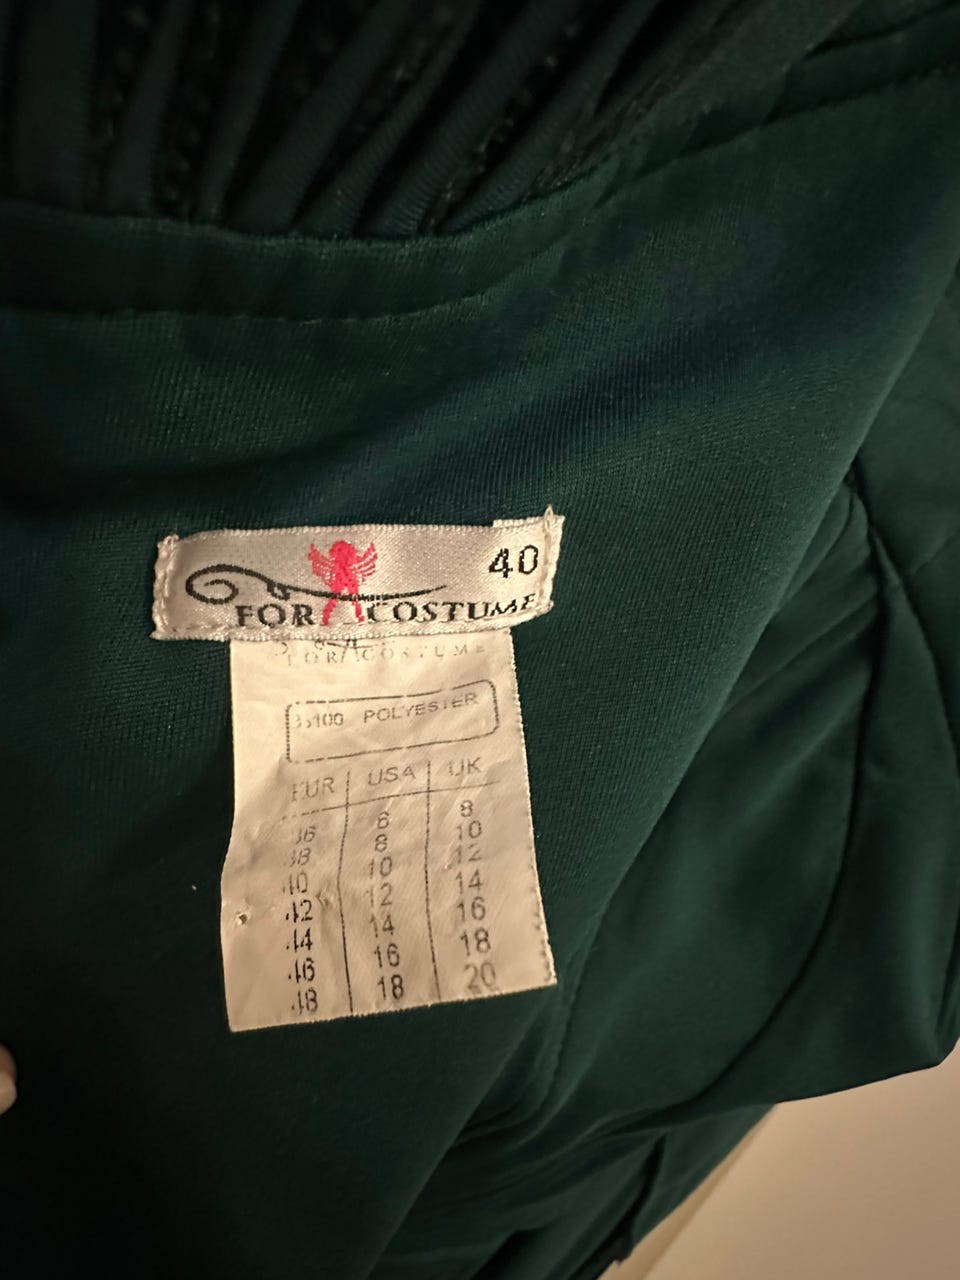 40
FOR COSTUME
FOR COSTUME
%100 POLYESTER
EUR USA UK
36 6 8
38 8 10
40 10 12
42 12 14
44 14 16
46 16 18
48 18 20